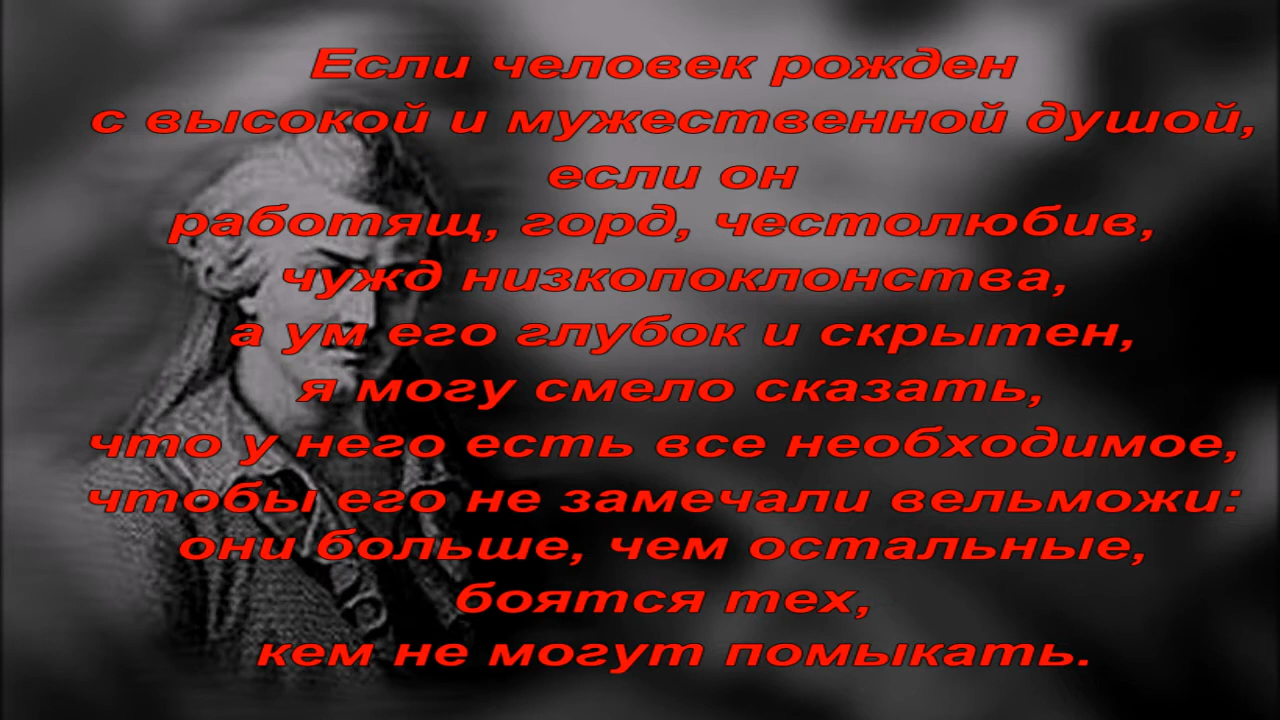 Если человек рожден
с высокой и мужественной душой,
если он
работящ, горд, честолюбив,
чужд низкопоклонства,
а ум его глубок и скрытен,
я могу смело сказать,
что у него есть все необходимое,
чтобы его не замечали вельможи:
они больше, чем остальные,
боятся тех,
кем не могут помыкать.